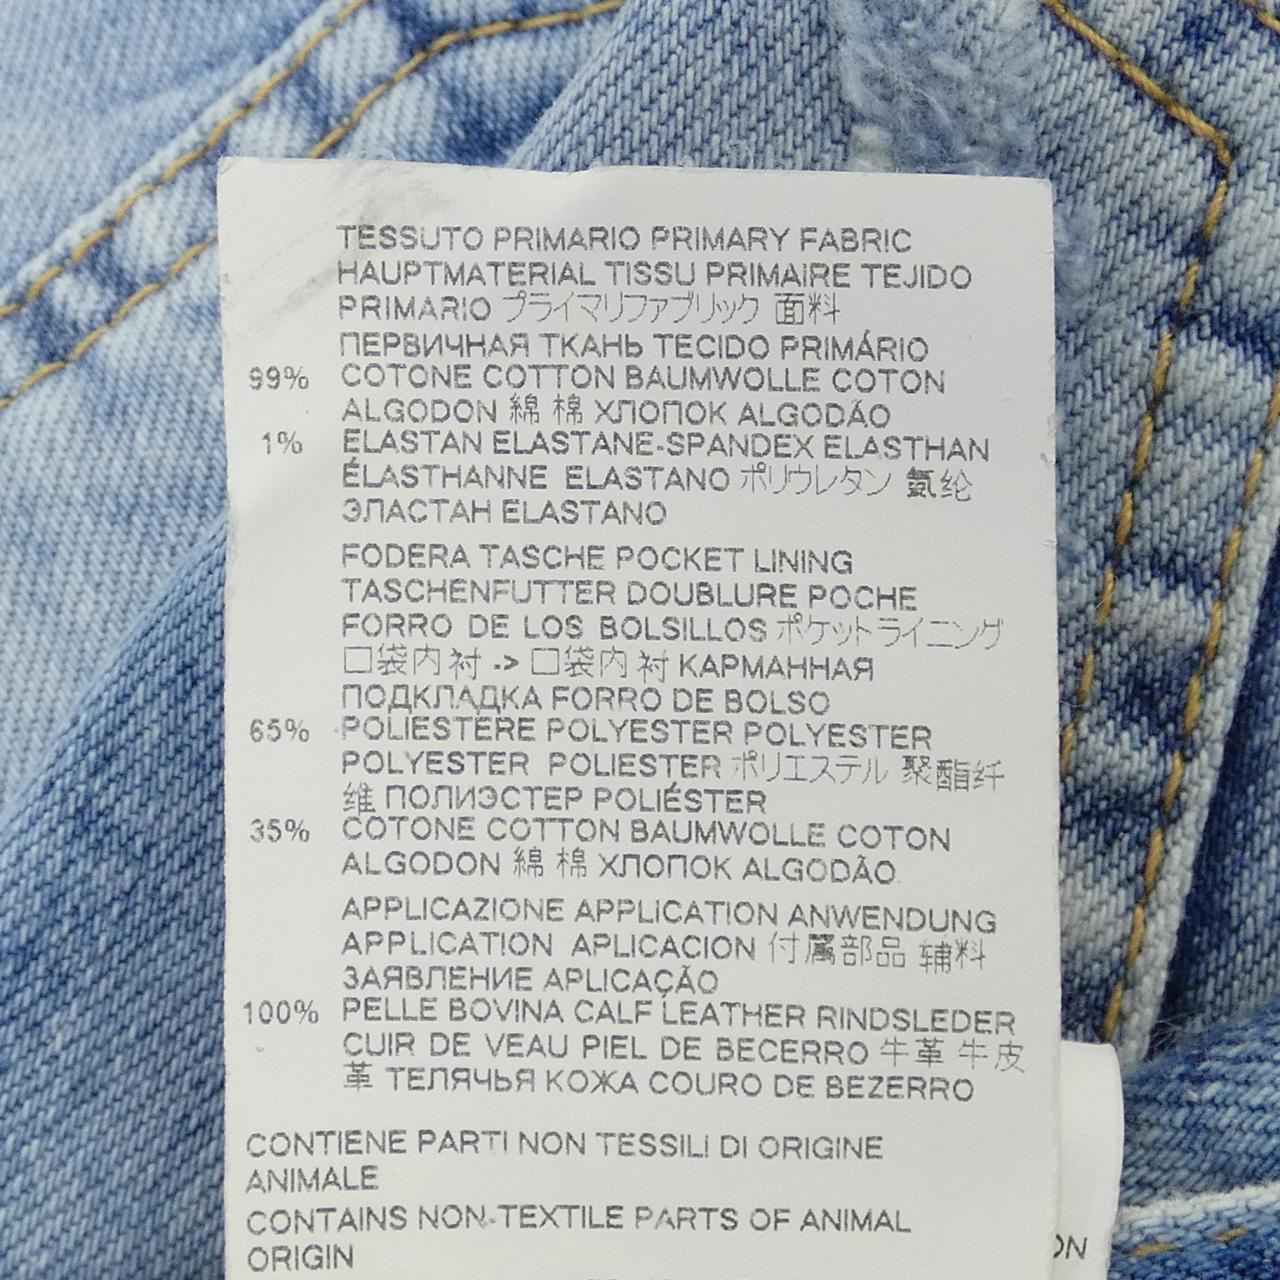 TESSUTO PRIMARIO PRIMARY FABRIC
HAUPTMATERIAL TISSU PRIMAIRE TEJIDO
PRIMARIO プライマリファブリック 面料
ПЕРВИЧНАЯ ТКАНЬ TECIDO PRIMÁRIO
99% COTONE COTTON BAUMWOLLE COTON
ALGODON 綿 棉 ХЛОПОК ALGODÃO
1% ELASTAN ELASTANE-SPANDEX ELASTHAN
ÉLASTHANNE ELASTANO ポリウレタン 氨纶
ЭЛАСТАН ELASTANO
FODERA TASCHE POCKET LINING
TASCHENFUTTER DOUBLURE POCHE
FORRO DE LOS BOLSILLOS ポケットライニング
口袋内衬 -> 口袋内衬 КАРМАННАЯ
ПОДКЛАДКА FORRO DE BOLSO
65% POLIESTERE POLYESTER POLYESTER
POLYESTER POLIESTER ポリエステル 聚酯纤
维 ПОЛИЭСТЕР POLIÉSTER
35% COTONE COTTON BAUMWOLLE COTON
ALGODON 綿 棉 ХЛОПОК ALGODÃO
APPLICAZIONE APPLICATION ANWENDUNG
APPLICATION APLICACION 付属部品 辅料
ЗАЯВЛЕНИЕ APLICAÇÃO
100% PELLE BOVINA CALF LEATHER RINDSLEDER
CUIR DE VEAU PIEL DE BECERRO 牛革 牛皮
革 ТЕЛЯЧЬЯ КОЖА COURO DE BEZERRO
CONTIENE PARTI NON TESSILI DI ORIGINE
ANIMALE
CONTAINS NON-TEXTILE PARTS OF ANIMAL
ORIGIN
ON